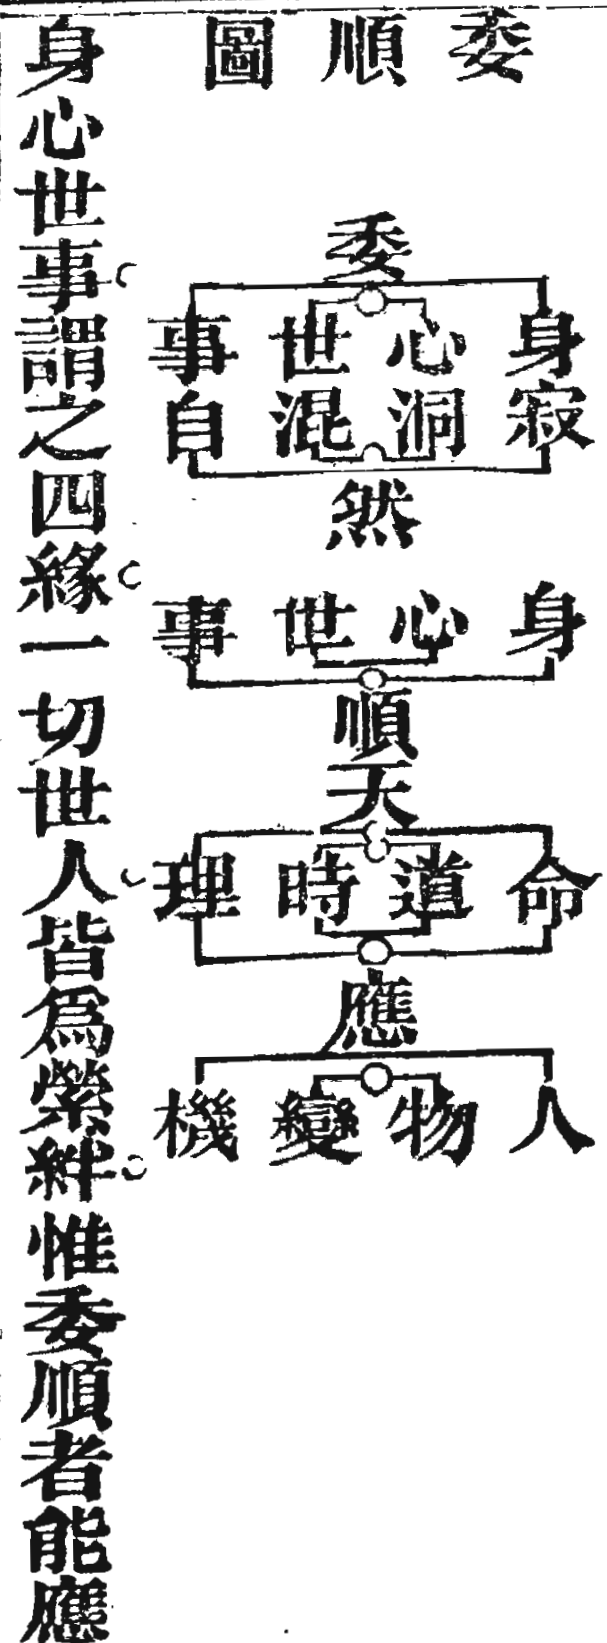 委順圖
委
身心世事
寂洞混自
然
身心世事
順
天
命道時理
應
人物變機
身心世事謂之四緣一切世人皆為縈絆惟委順者能應